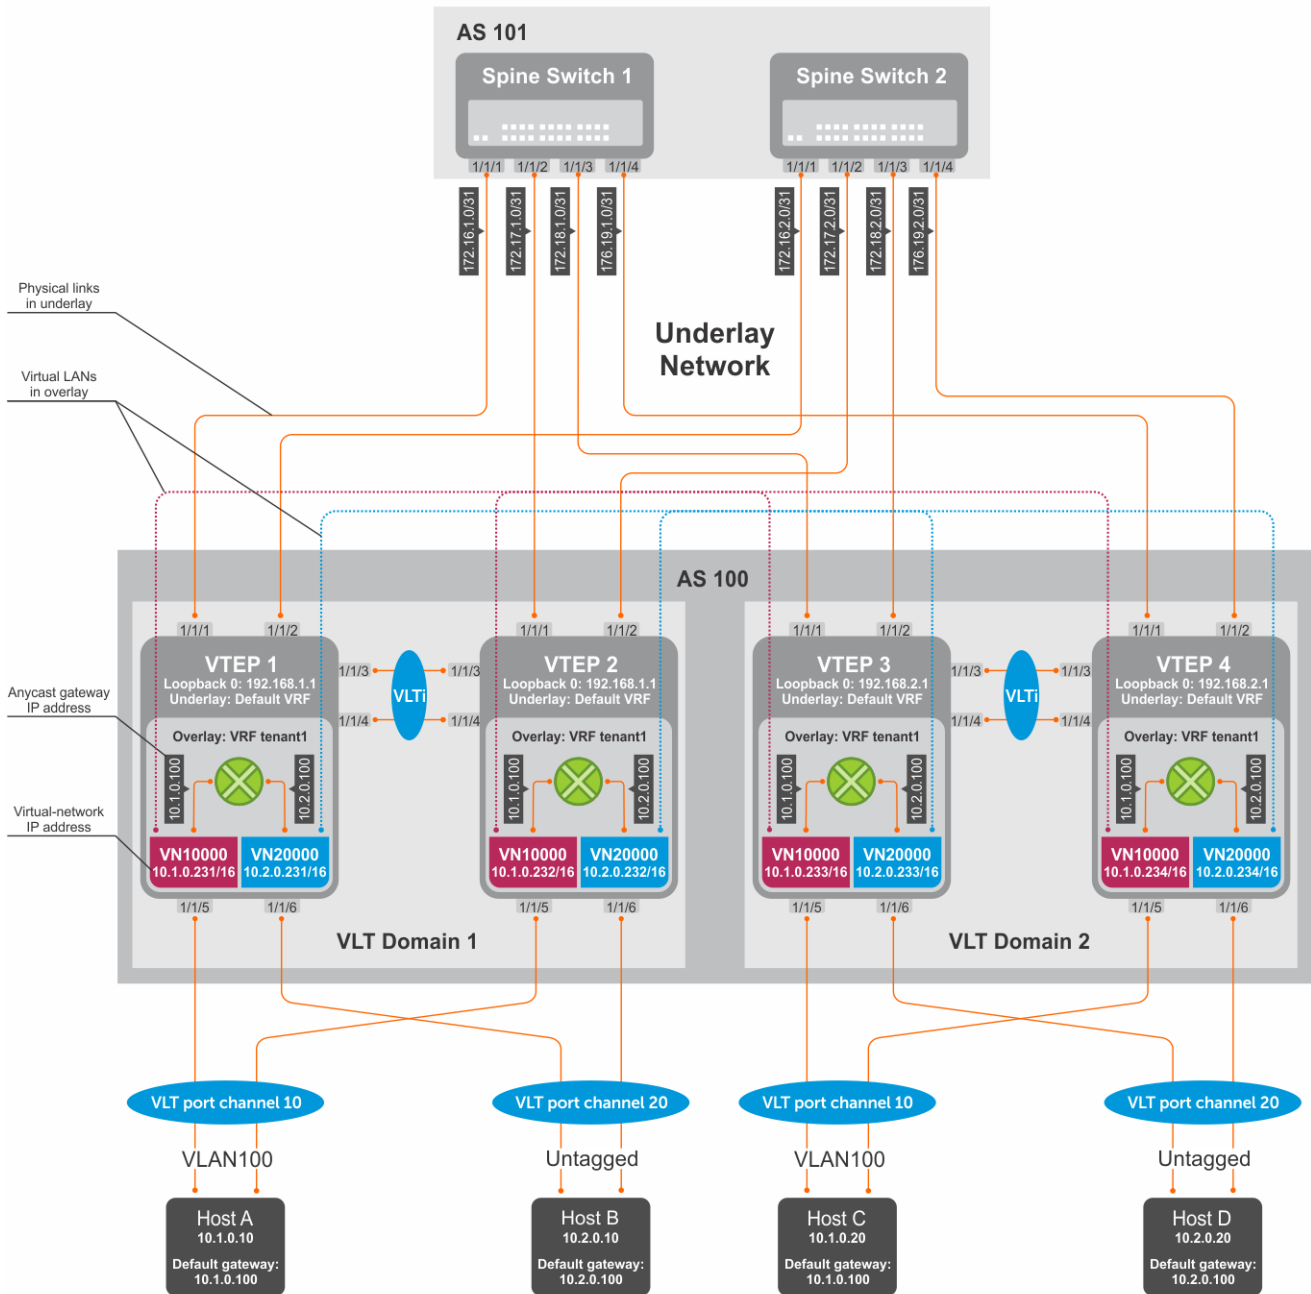 AS 101
Spine Switch 1
Spine Switch 2
1/1/1
1/1/2
1/1/3
1/1/4
1/1/1
1/1/2
1/1/3
1/1/4
172.16.1.0/31
172.17.1.0/31
172.18.1.0/31
176.19.1.0/31
172.16.2.0/31
172.17.2.0/31
172.18.2.0/31
176.19.2.0/31
Physical links
in underlay
Underlay
Network
Virtual LANs
in overlay
AS 100
1/1/1
1/1/2
1/1/1
1/1/2
1/1/1
1/1/2
1/1/1
1/1/2
VTEP 1
Loopback 0: 192.168.1.1
Underlay: Default VRF
1/1/3
1/1/4
VLTi
1/1/3
1/1/4
VTEP 2
Loopback 0: 192.168.1.1
Underlay: Default VRF
VTEP 3
Loopback 0: 192.168.2.1
Underlay: Default VRF
1/1/3
1/1/4
VLTi
1/1/3
1/1/4
VTEP 4
Loopback 0: 192.168.2.1
Underlay: Default VRF
Anycast gateway
IP address
Overlay: VRF tenant1
10.1.0.100
10.2.0.100
Overlay: VRF tenant1
10.1.0.100
10.2.0.100
Overlay: VRF tenant1
10.1.0.100
10.2.0.100
Overlay: VRF tenant1
10.1.0.100
10.2.0.100
Virtual-network
IP address
VN10000
10.1.0.231/16
VN20000
10.2.0.231/16
VN10000
10.1.0.232/16
VN20000
10.2.0.232/16
VN10000
10.1.0.233/16
VN20000
10.2.0.233/16
VN10000
10.1.0.234/16
VN20000
10.2.0.234/16
1/1/5
1/1/6
1/1/5
1/1/6
1/1/5
1/1/6
1/1/5
1/1/6
VLT Domain 1
VLT Domain 2
VLT port channel 10
VLT port channel 20
VLT port channel 10
VLT port channel 20
VLAN100
Untagged
VLAN100
Untagged
Host A
10.1.0.10
Default gateway:
10.1.0.100
Host B
10.2.0.10
Default gateway:
10.2.0.100
Host C
10.1.0.20
Default gateway:
10.1.0.100
Host D
10.2.0.20
Default gateway:
10.2.0.100